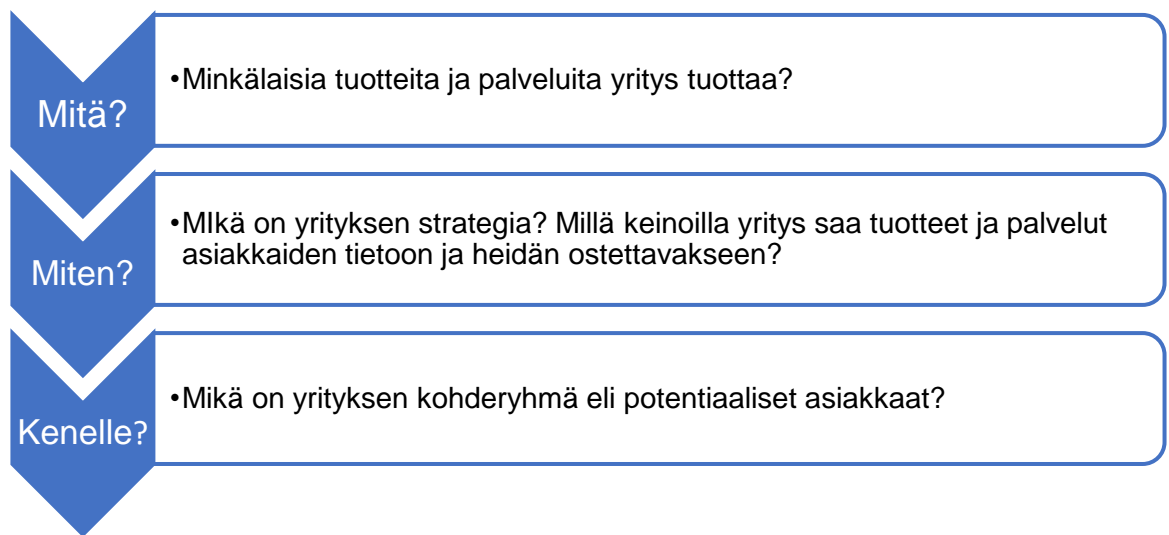 Mitä?
•Minkälaisia tuotteita ja palveluita yritys tuottaa?
Miten?
•MIkä on yrityksen strategia? Millä keinoilla yritys saa tuotteet ja palvelut
asiakkaiden tietoon ja heidän ostettavakseen?
Kenelle?
•Mikä on yrityksen kohderyhmä eli potentiaaliset asiakkaat?